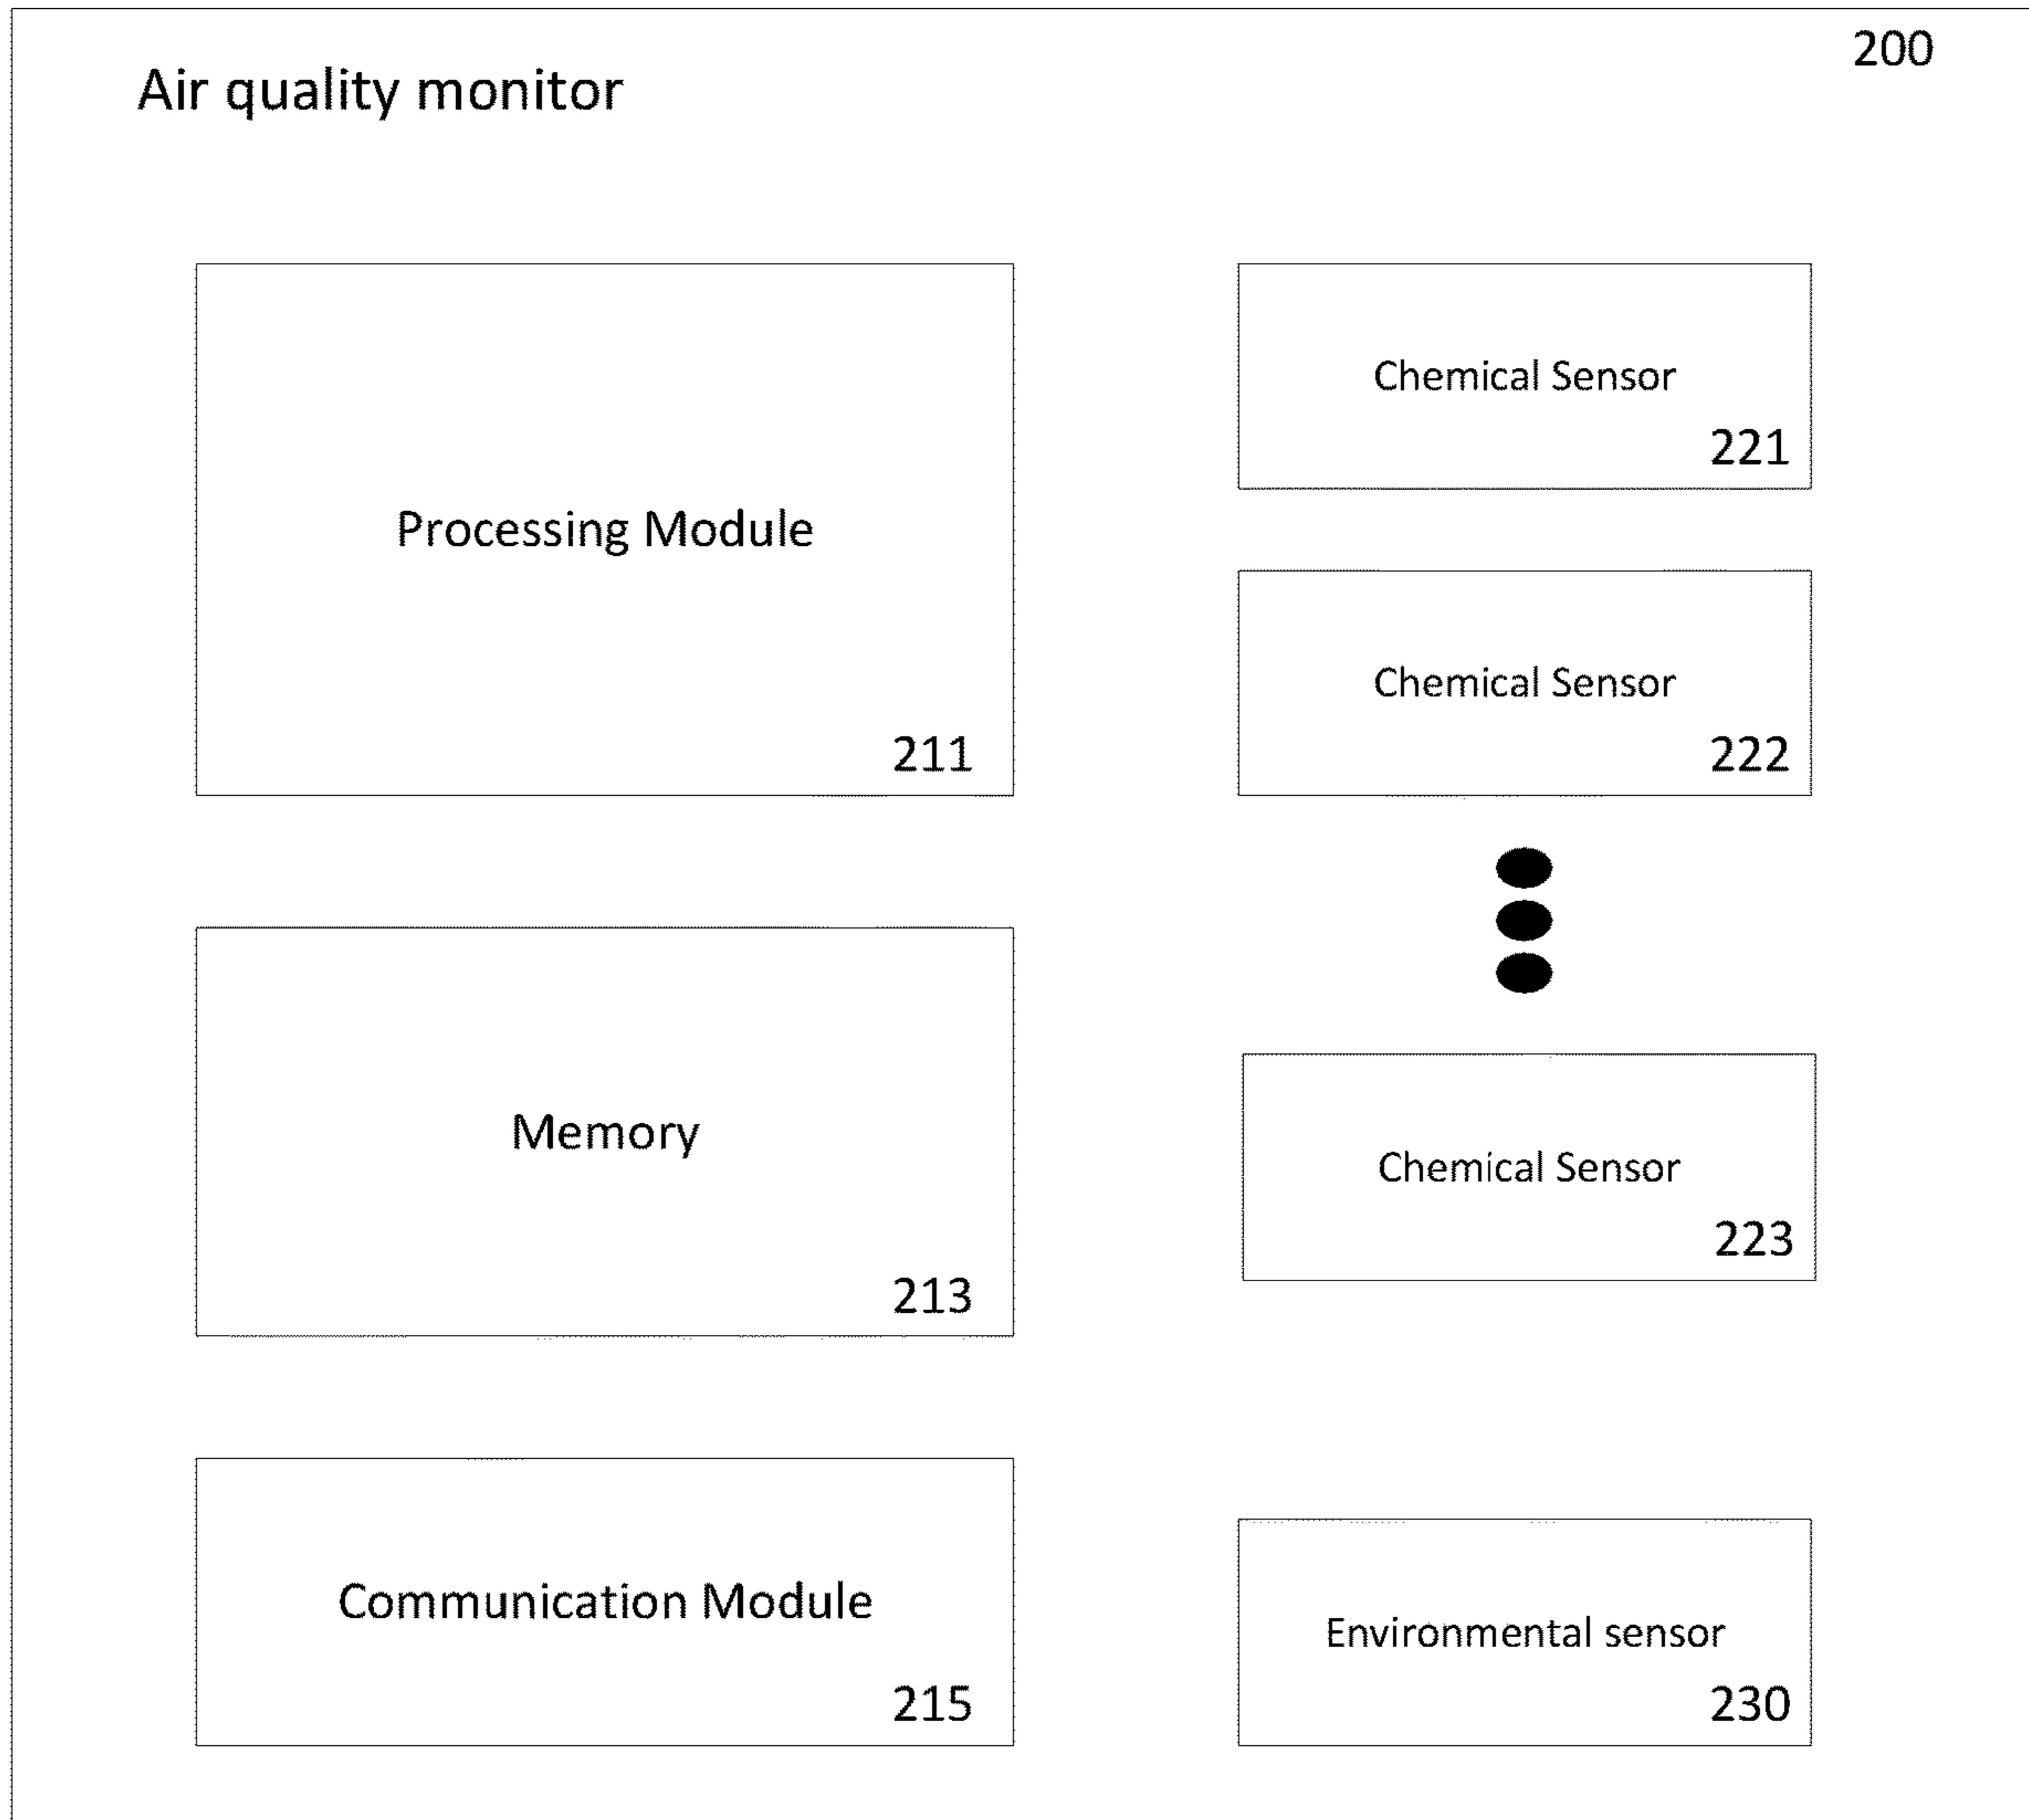 200
Air quality monitor
Processing Module
211
Memory
213
Communication Module
215
Chemical Sensor
221
Chemical Sensor
222
Chemical Sensor
223
Environmental sensor
230